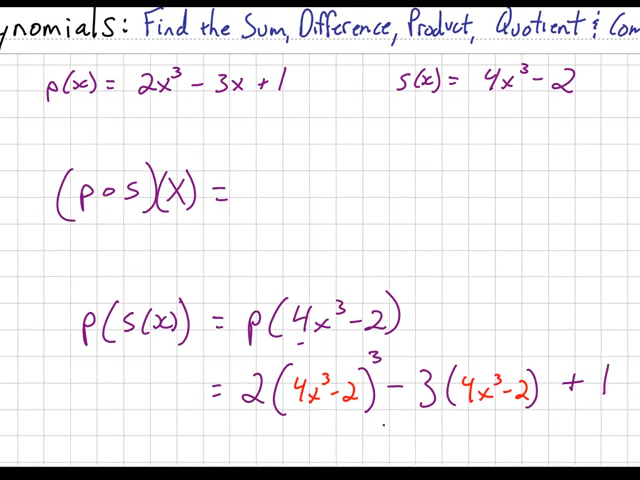 ynomials: Find the Sum, Difference, Product, Quotient & Com
p(x) = 2x³ - 3x + 1 s(x) = 4x³ - 2
(p ∘ s)(x) =
p(s(x)) = p(4x³ - 2)
= 2(4x³ - 2)³ - 3(4x³ - 2) + 1